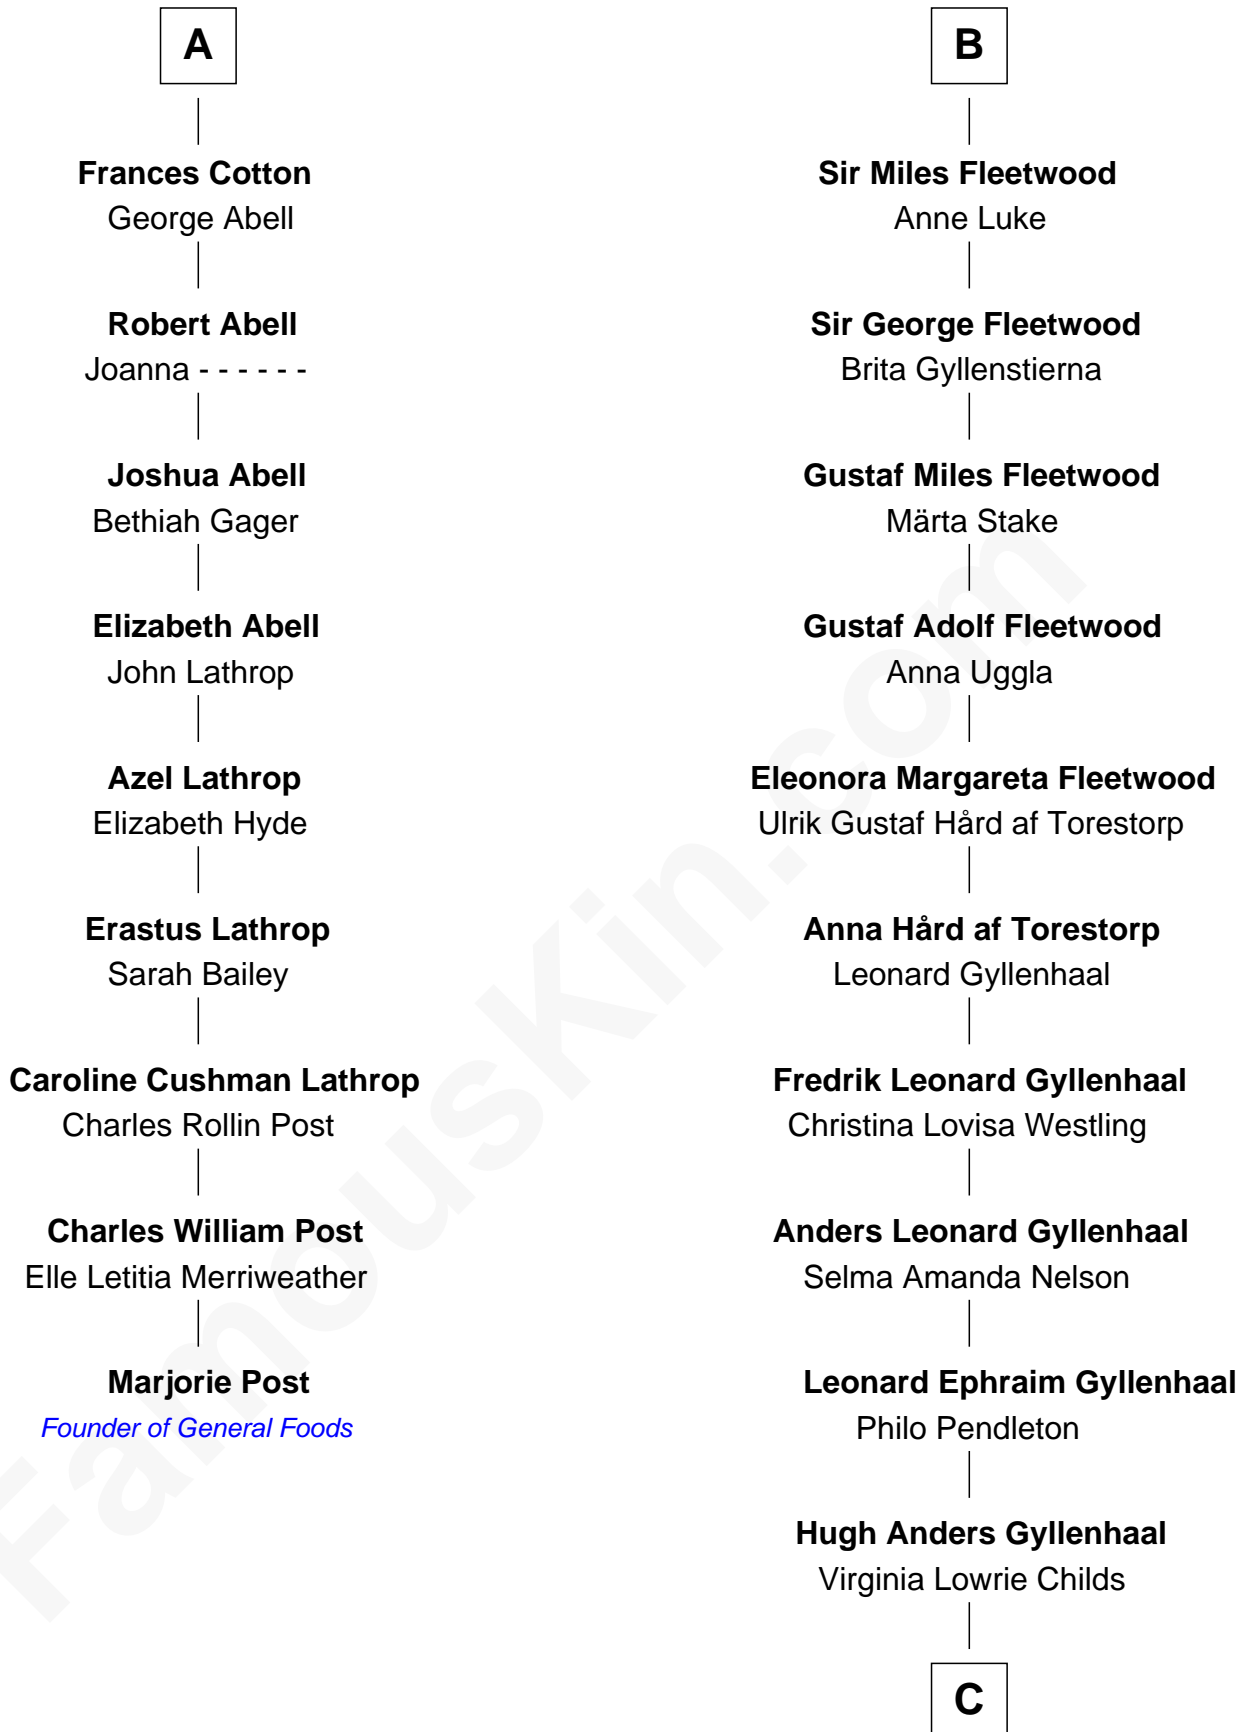 A
Frances Cotton
George Abell
Robert Abell
Joanna - - - - - -
Joshua Abell
Bethiah Gager
Elizabeth Abell
John Lathrop
Azel Lathrop
Elizabeth Hyde
Erastus Lathrop
Sarah Bailey
Caroline Cushman Lathrop
Charles Rollin Post
Charles William Post
Elle Letitia Merriweather
Marjorie Post
Founder of General Foods
B
Sir Miles Fleetwood
Anne Luke
Sir George Fleetwood
Brita Gyllenstierna
Gustaf Miles Fleetwood
Märta Stake
Gustaf Adolf Fleetwood
Anna Uggla
Eleonora Margareta Fleetwood
Ulrik Gustaf Hård af Torestorp
Anna Hård af Torestorp
Leonard Gyllenhaal
Fredrik Leonard Gyllenhaal
Christina Lovisa Westling
Anders Leonard Gyllenhaal
Selma Amanda Nelson
Leonard Ephraim Gyllenhaal
Philo Pendleton
Hugh Anders Gyllenhaal
Virginia Lowrie Childs
C
FamousKin.com